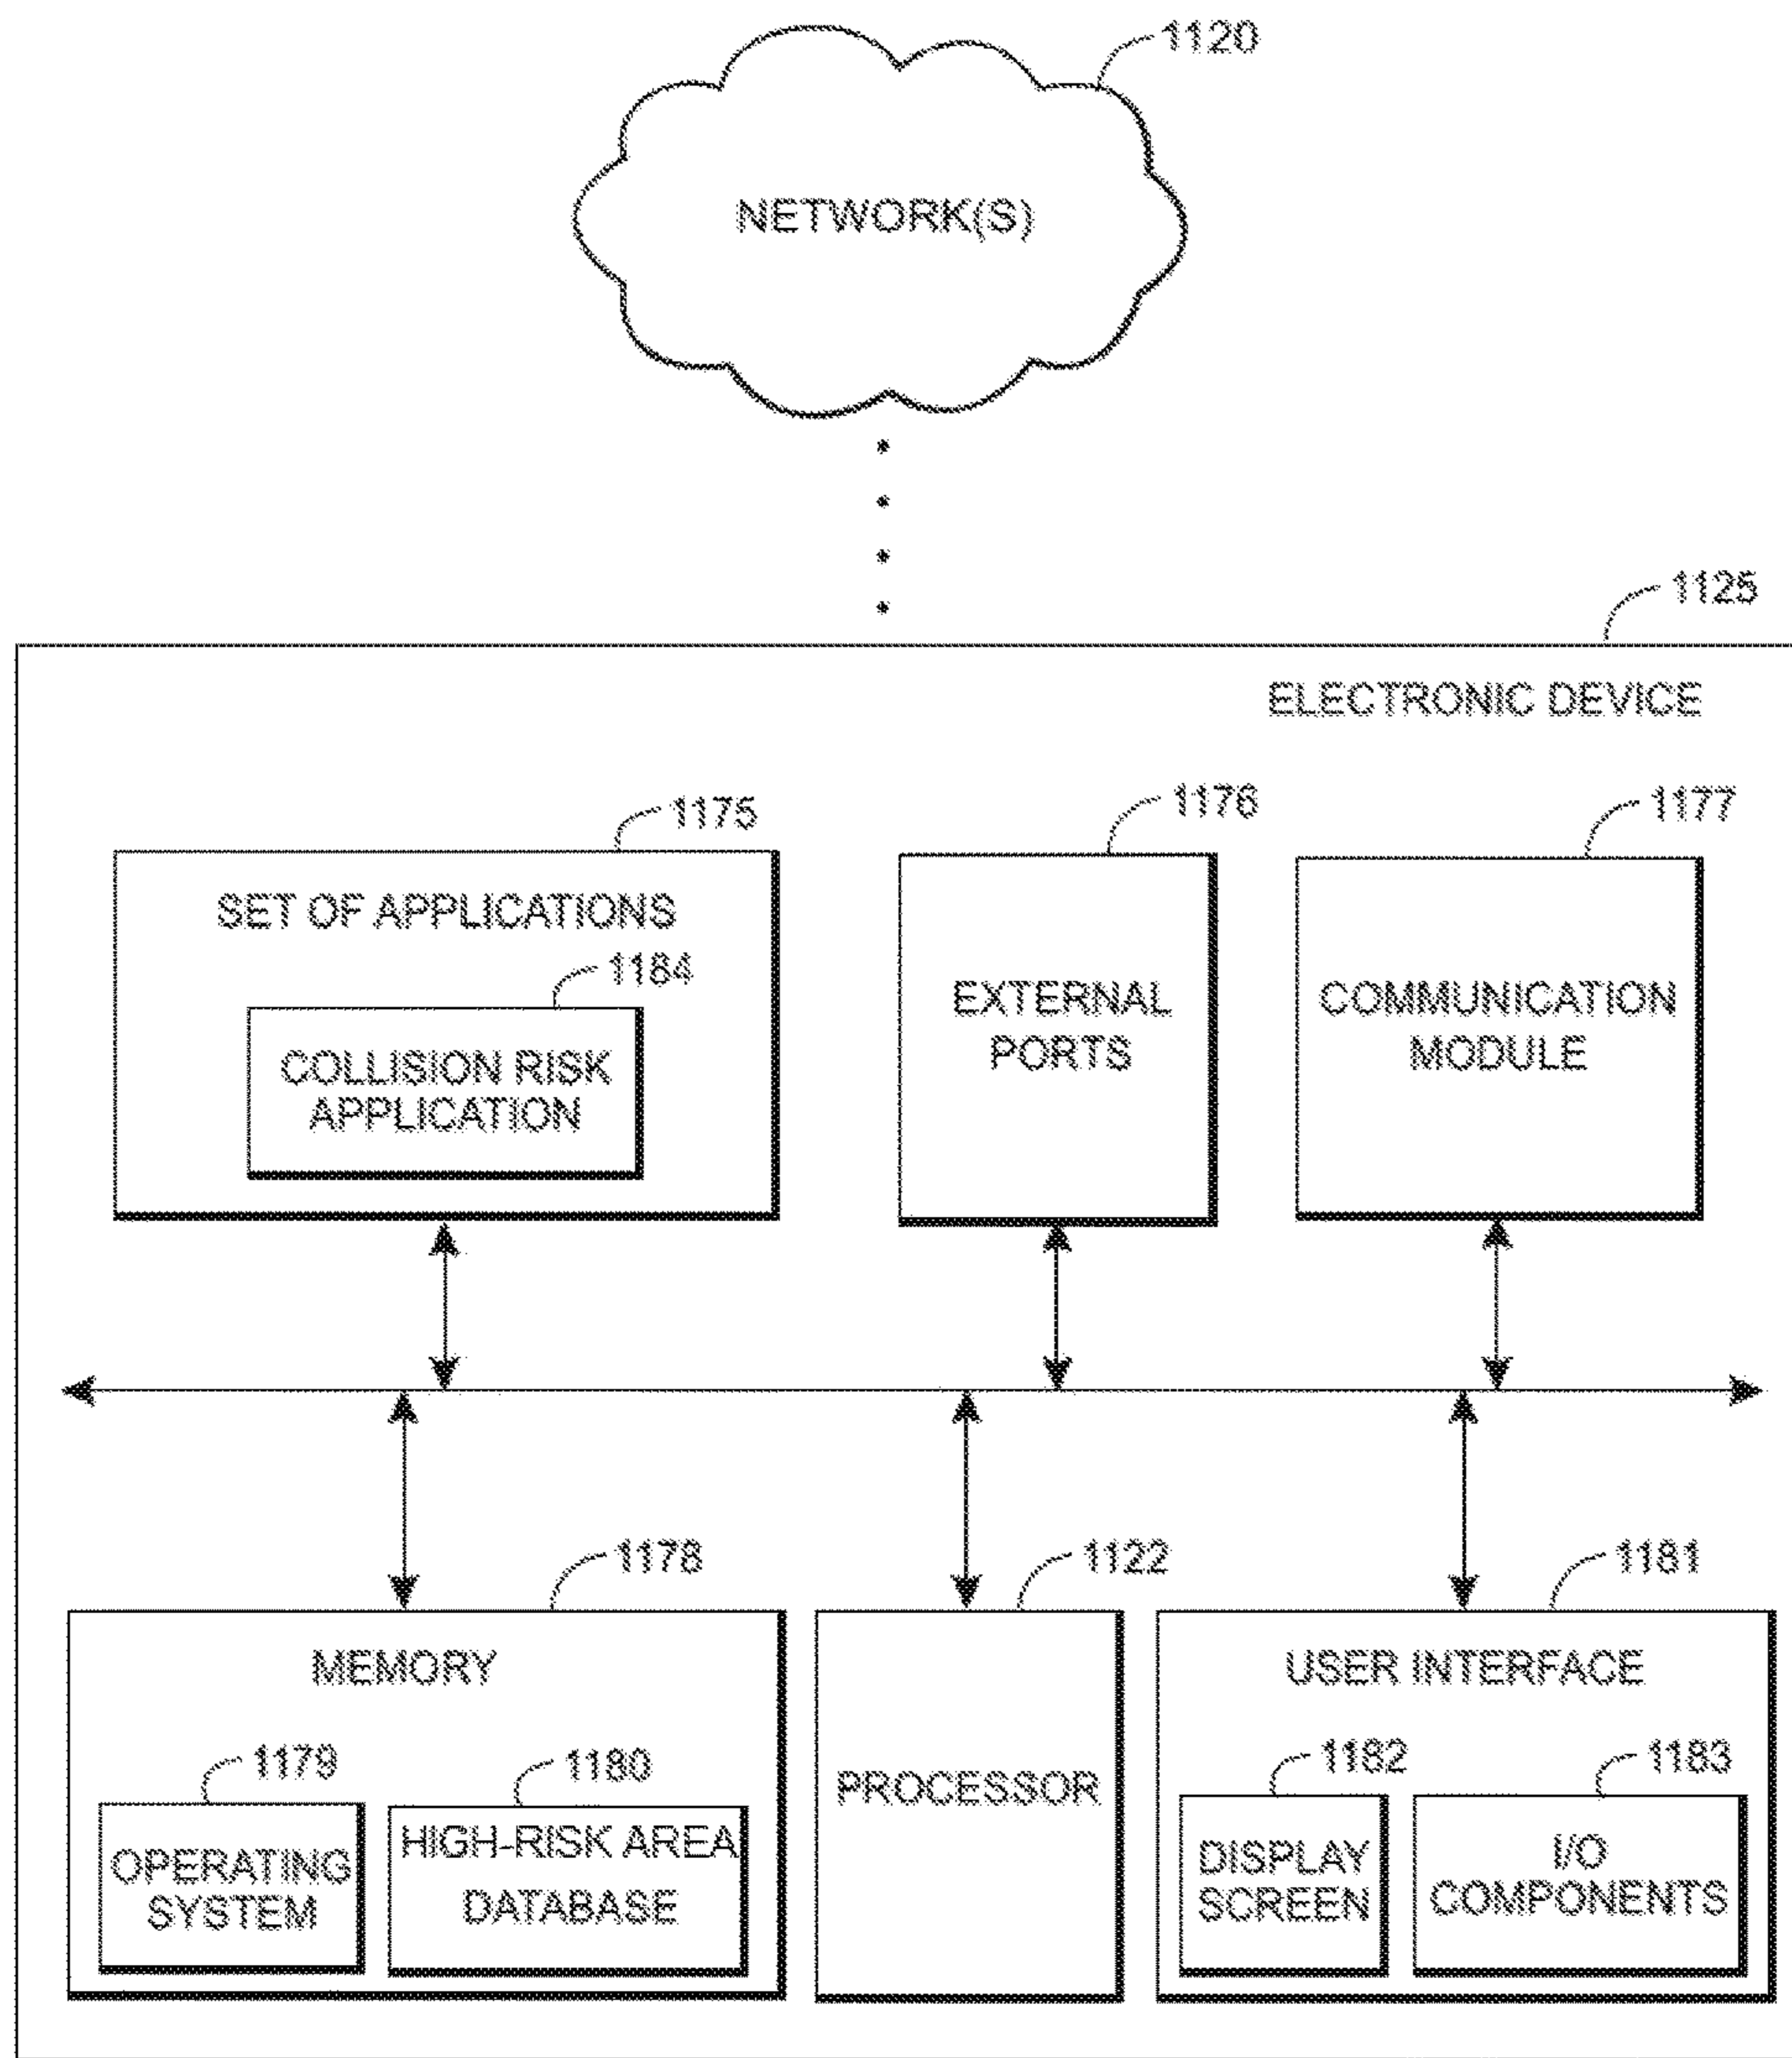 1120
NETWORK(S)
1125
ELECTRONIC DEVICE
1175
SET OF APPLICATIONS
1184
COLLISION RISK
APPLICATION
1176
EXTERNAL
PORTS
1177
COMMUNICATION
MODULE
1178
MEMORY
1179
OPERATING
SYSTEM
1180
HIGH-RISK AREA
DATABASE
1122
PROCESSOR
1181
USER INTERFACE
1182
DISPLAY
SCREEN
1183
I/O
COMPONENTS